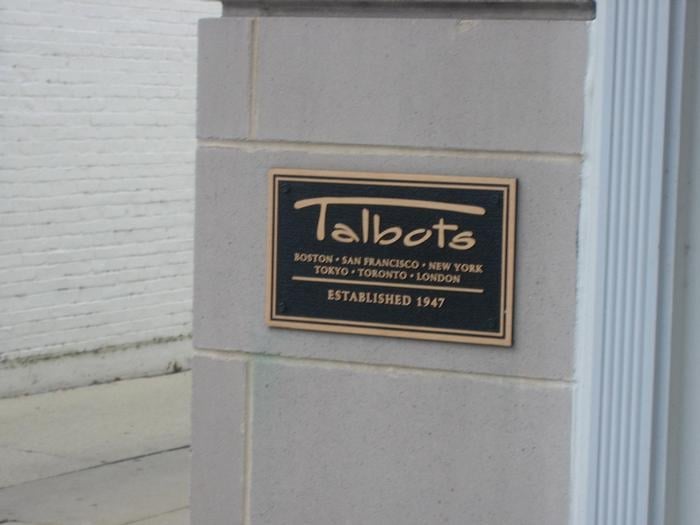 Talbots
BOSTON • SAN FRANCISCO • NEW YORK
TOKYO • TORONTO • LONDON
ESTABLISHED 1947